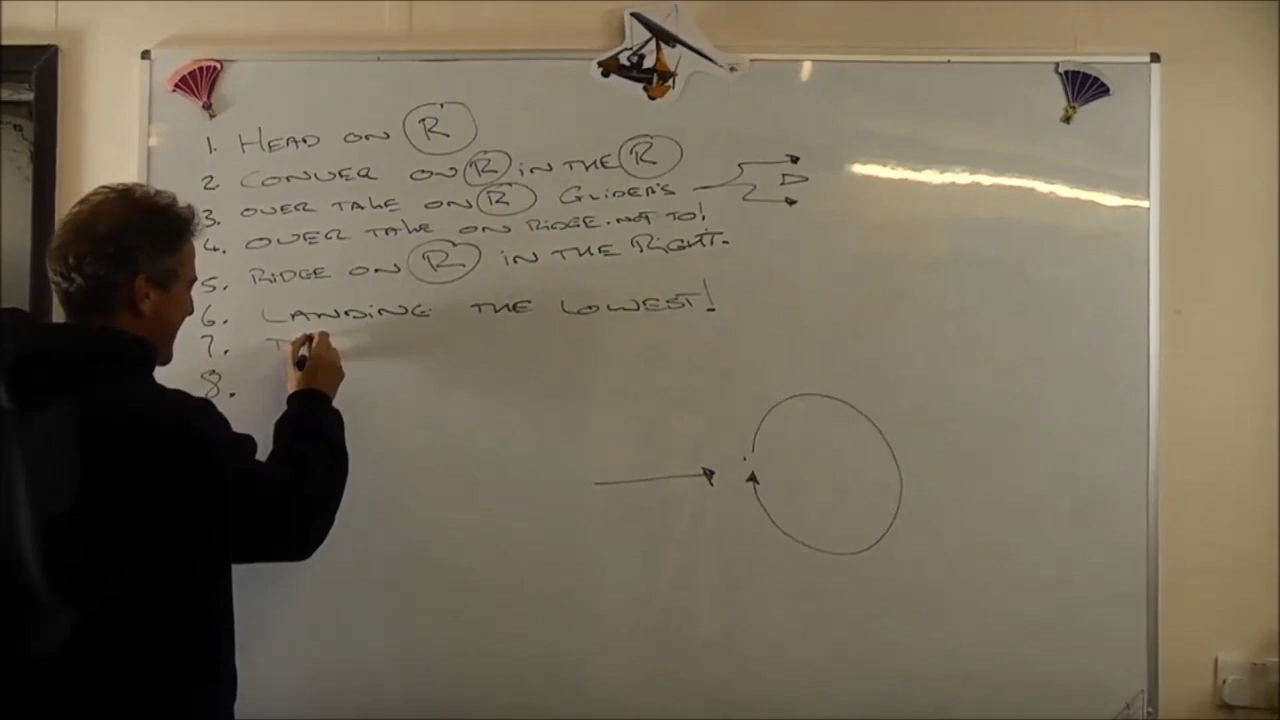 1. HEAD ON R
2. CONVER ON R IN THE R
3. OVER TAKE ON R GLIDER'S
4. OVER TAKE ON RIDGE. NOT TO!
5. RIDGE ON R IN THE RIGHT.
6. LANDING THE LOWEST!
7. T
8.